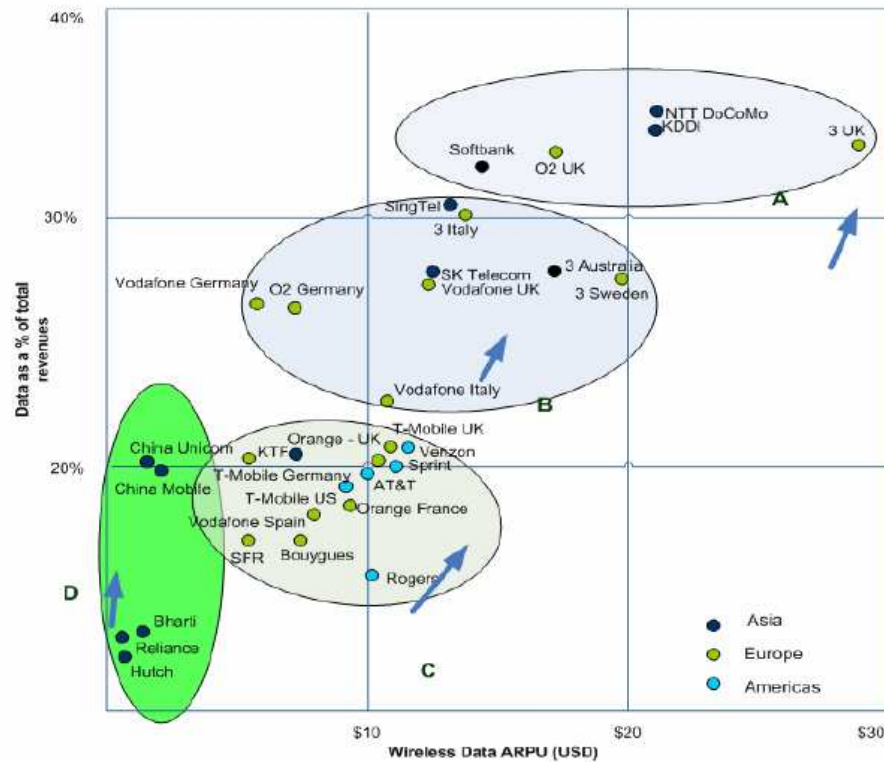 40%
NTT DoCoMo
KDDI
3 UK
Softbank
O2 UK
A
SingTel
30%
3 Italy
SK Telecom
3 Australia
Vodafone Germany
O2 Germany
Vodafone UK
3 Sweden
Data as a % of total
revenues
Vodafone Italy
B
T-Mobile UK
Orange - UK
China Unicom
KTF
Verizon
20%
Sprint
T-Mobile Germany
China Mobile
AT&T
T-Mobile US
Orange France
Vodafone Spain
SFR
Bouygues
Rogers
D
Bharti
Reliance
Hutch
C
Asia
Europe
Americas
$10
$20
$30
Wireless Data ARPU (USD)